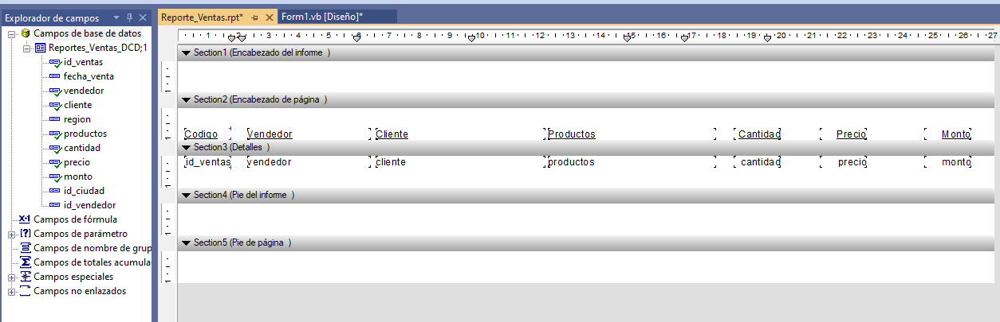 Explorador de campos
Reporte_Ventas.rpt*
Form1.vb [Diseño]*
Campos de base de datos
Reportes_Ventas_DCD;1
id_ventas
fecha_venta
vendedor
cliente
region
productos
cantidad
precio
monto
id_ciudad
id_vendedor
Campos de fórmula
Campos de parámetro
Campos de nombre de grup
Campos de totales acumula
Campos especiales
Campos no enlazados
1 2 3 4 5 6 7 8 9 10 11 12 13 14 15 16 17 18 19 20 21 22 23 24 25 26 27
Section1 (Encabezado del informe )
Section2 (Encabezado de página )
Codigo Vendedor Cliente Productos Cantidad Precio Monto
Section3 (Detalles )
id_ventas vendedor cliente productos cantidad precio monto
Section4 (Pie del informe )
Section5 (Pie de página )